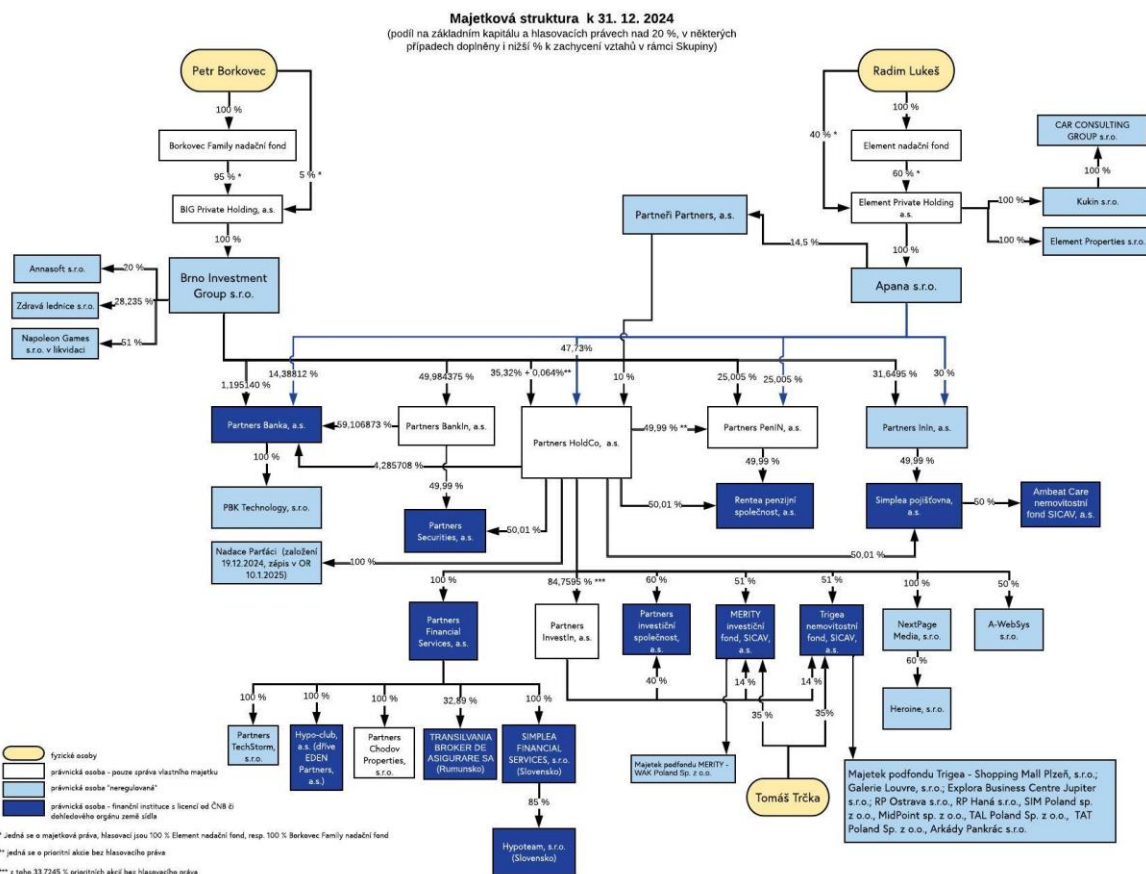 Majetková struktura k 31. 12. 2024
(podíl na základním kapitálu a hlasovacích právech nad 20 %, v některých
případech doplněny i nižší % k zachycení vztahů v rámci Skupiny)
Petr Borkovec
Radim Lukeš
100 %
100 %
CAR CONSULTING
GROUP s.r.o.
40 % *
Borkovec Family nadační fond
Element nadační fond
95 % *
5 % *
60 % *
100 %
BIG Private Holding, a.s.
Partneři Partners, a.s.
Element Private Holding
a.s.
100 %
Kukin s.r.o.
100 %
14,5 %
100 %
100 %
Element Properties s.r.o.
Annasoft s.r.o.
20 %
Brno Investment
Group s.r.o.
Apana s.r.o.
Zdravá lednice s.r.o.
28,235 %
Napoleon Games
s.r.o. v likvidaci
51 %
47,73%
1,195140 %
14,38812 %
49,984375 %
35,32% + 0,064%**
10 %
25,005 %
25,005 %
31,6495 %
30 %
Partners Banka, a.s.
59,106873 %
Partners BankIn, a.s.
Partners HoldCo, a.s.
49,99 % **
Partners PenIN, a.s.
Partners InIn, a.s.
100 %
4,285708 %
49,99 %
49,99 %
49,99 %
PBK Technology, s.r.o.
Partners
Securities, a.s.
50,01 %
50,01 %
Rentea penzijní
společnost, a.s.
Simplea pojišťovna,
a.s.
50 %
Ambeat Care
nemovitostní
fond SICAV, a.s.
Nadace Parťáci (založení
19.12.2024, zápis v OR
10.1.2025)
100 %
50,01 %
100 %
84,7595 % ***
60 %
51 %
51 %
100 %
50 %
Partners
Financial
Services, a.s.
Partners
InvestIn, a.s.
Partners
investiční
společnost,
a.s.
MERITY
investiční
fond, SICAV,
a.s.
Trigea
nemovitostní
fond, SICAV,
a.s.
NextPage
Media, s.r.o.
A-WebSys
s.r.o.
40 %
14 %
14 %
60 %
35 %
35%
Heroine, s.r.o.
100 %
100 %
100 %
32,89 %
100 %
Partners
TechStorm,
s.r.o.
Hypo-club,
a.s. (dříve
EDEN
Partners,
a.s.)
Partners
Chodov
Properties,
s.r.o.
TRANSILVANIA
BROKER DE
ASIGURARE SA
(Rumunsko)
SIMPLEA
FINANCIAL
SERVICES, s.r.o.
(Slovensko)
85 %
Hypoteam, s.r.o.
(Slovensko)
Majetek podfondu MERITY -
WAK Poland Sp. z o.o.
Tomáš Trčka
Majetek podfondu Trigea - Shopping Mall Plzeň, s.r.o.;
Galerie Louvre, s.r.o.; Explora Business Centre Jupiter
s.r.o.; RP Ostrava s.r.o., RP Haná s.r.o., SIM Poland sp.
z o.o., MidPoint sp. z o.o., TAL Poland Sp. z o.o., TAT
Poland Sp. z o.o., Arkády Pankrác s.r.o.
fyzické osoby
právnická osoba - pouze správa vlastního majetku
právnická osoba "neregulovaná"
právnická osoba - finanční instituce s licencí od ČNB či
dohledového orgánu země sídla
* Jedná se o majetková práva, hlasovací jsou 100 % Element nadační fond, resp. 100 % Borkovec Family nadační fond
** jedná se o prioritní akcie bez hlasovacího práva
*** z toho 33,7245 % prioritních akcií bez hlasovacího práva